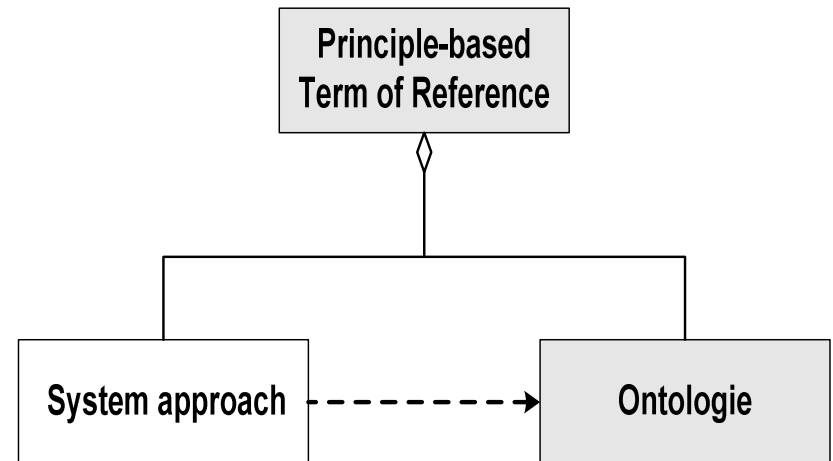 Principle-based
Term of Reference
System approach
Ontologie